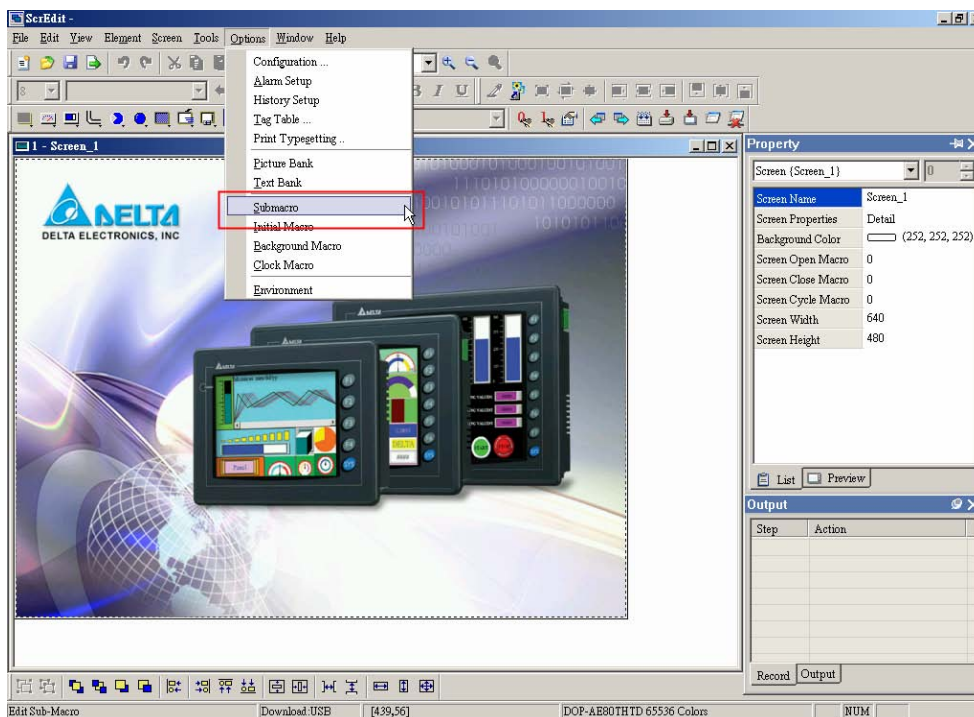 ScrEdit -
File Edit View Element Screen Tools Options Window Help
Configuration ...
Alarm Setup
History Setup
Tag Table ...
Print Typegetting ..
Picture Bank
Text Bank
Submacro
Initial Macro
Background Macro
Clock Macro
Environment
8
B I U
1 - Screen_1
DELTA
DELTA ELECTRONICS, INC
Property
Screen {Screen_1}
0
Screen Name Screen_1
Screen Properties Detail
Background Color (252, 252, 252)
Screen Open Macro 0
Screen Close Macro 0
Screen Cycle Macro 0
Screen Width 640
Screen Height 480
List Preview
Output
Step Action
Record Output
Edit Sub-Macro Download:USB [439,56] DOP-AE80THTD 65536 Colors NUM